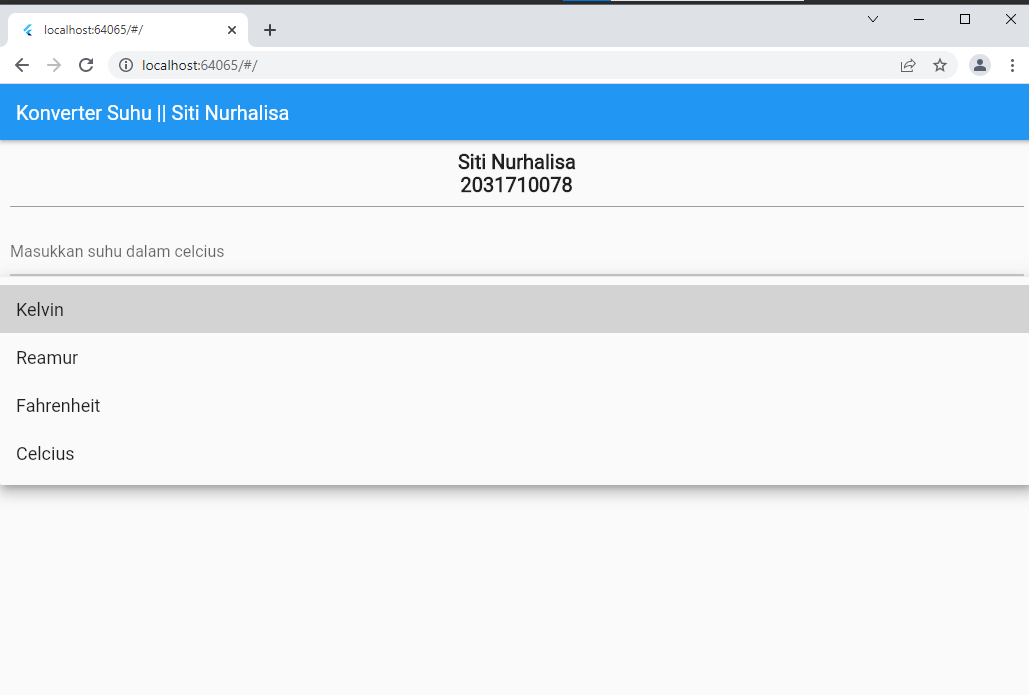 localhost:64065/#/
localhost:64065/#/
Konverter Suhu || Siti Nurhalisa
Siti Nurhalisa
2031710078
Masukkan suhu dalam celcius
Kelvin
Reamur
Fahrenheit
Celcius